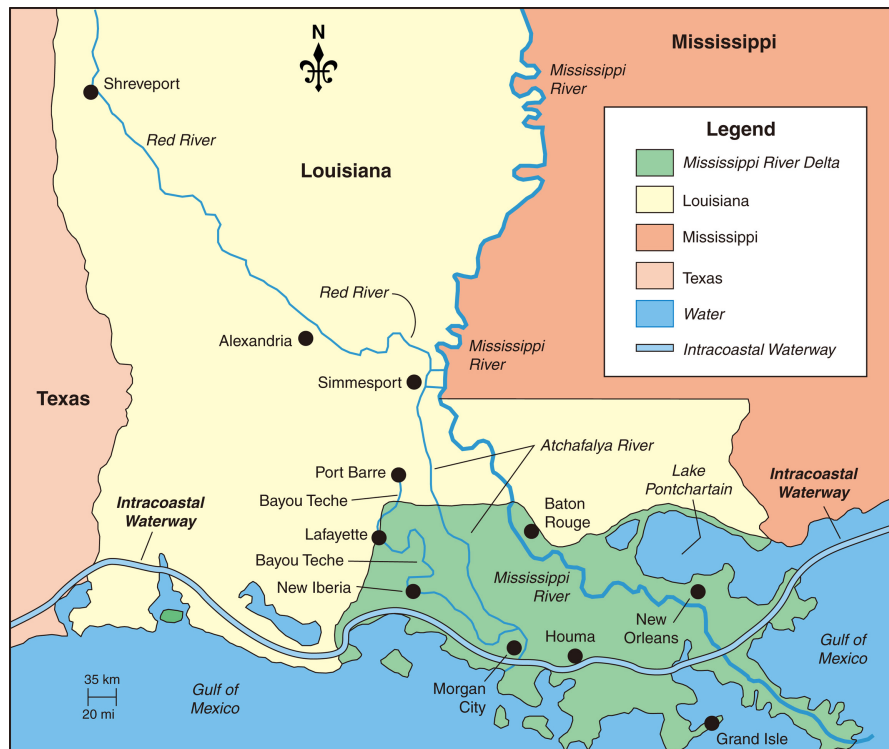 N
Mississippi
Shreveport
Mississippi
River
Red River
Louisiana
Legend
Mississippi River Delta
Louisiana
Mississippi
Texas
Water
Intracoastal Waterway
Red River
Alexandria
Mississippi
River
Simmesport
Texas
Atchafalya River
Port Barre
Lake
Pontchartain
Intracoastal
Waterway
Bayou Teche
Intracoastal
Waterway
Baton
Rouge
Lafayette
Bayou Teche
New Iberia
Mississippi
River
New
Orleans
Houma
Gulf of
Mexico
35 km
20 mi
Gulf of
Mexico
Morgan
City
Grand Isle